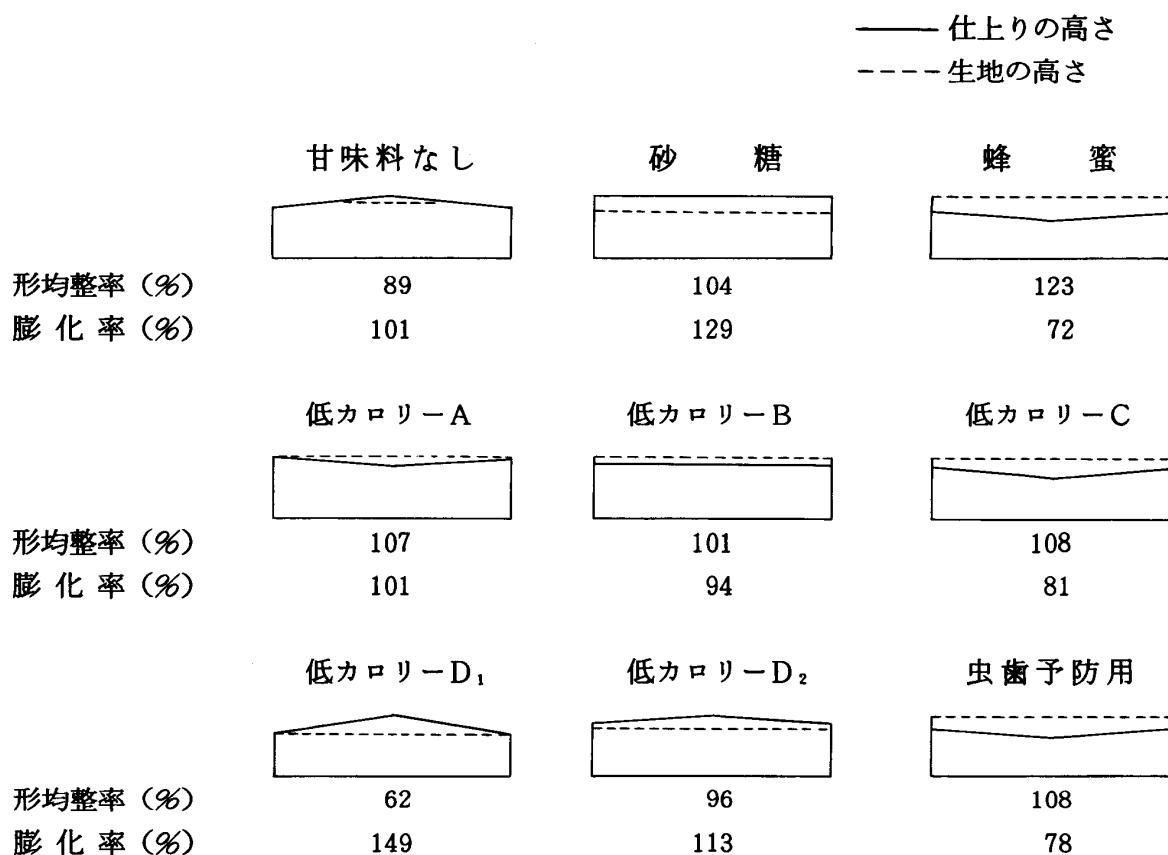 仕上りの高さ
生地の高さ
甘味料なし 砂糖 蜂蜜
形均整率（%） 89 104 123
膨化率（%） 101 129 72
低カロリーA 低カロリーB 低カロリーC
形均整率（%） 107 101 108
膨化率（%） 101 94 81
低カロリーD₁ 低カロリーD₂ 虫歯予防用
形均整率（%） 62 96 108
膨化率（%） 149 113 78